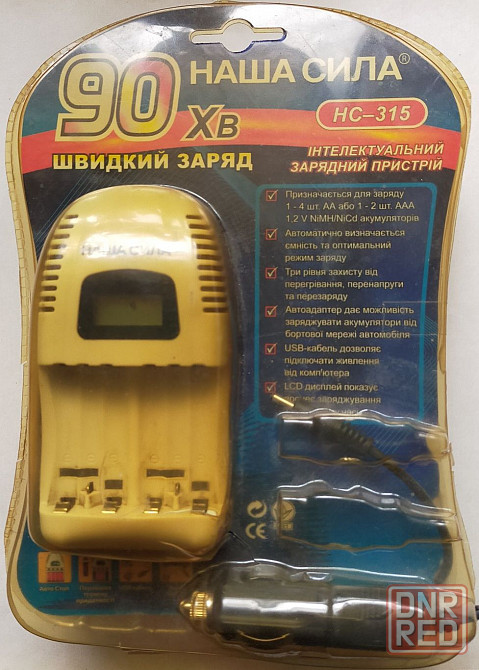 90 Хв
НАША СИЛА®
НС–315
ШВИДКИЙ ЗАРЯД
ІНТЕЛЕКТУАЛЬНИЙ
ЗАРЯДНИЙ ПРИСТРІЙ
Призначається для заряду
1 - 4 шт. АА або 1 - 2 шт. ААА
1,2 V NiMH/NiCd акумуляторів
Автоматично визначається
ємність та оптимальний
режим заряду
Три рівня захисту від
перегрівання, перенапруги
та перезаряду
Автоадаптер дає можливість
заряджувати акумулятори від
бортової мережі автомобіля
USB-кабель дозволяє
підключати живлення
від комп'ютера
LCD дисплей показує
заряджування
НАША СИЛА
CE
DNR
RED